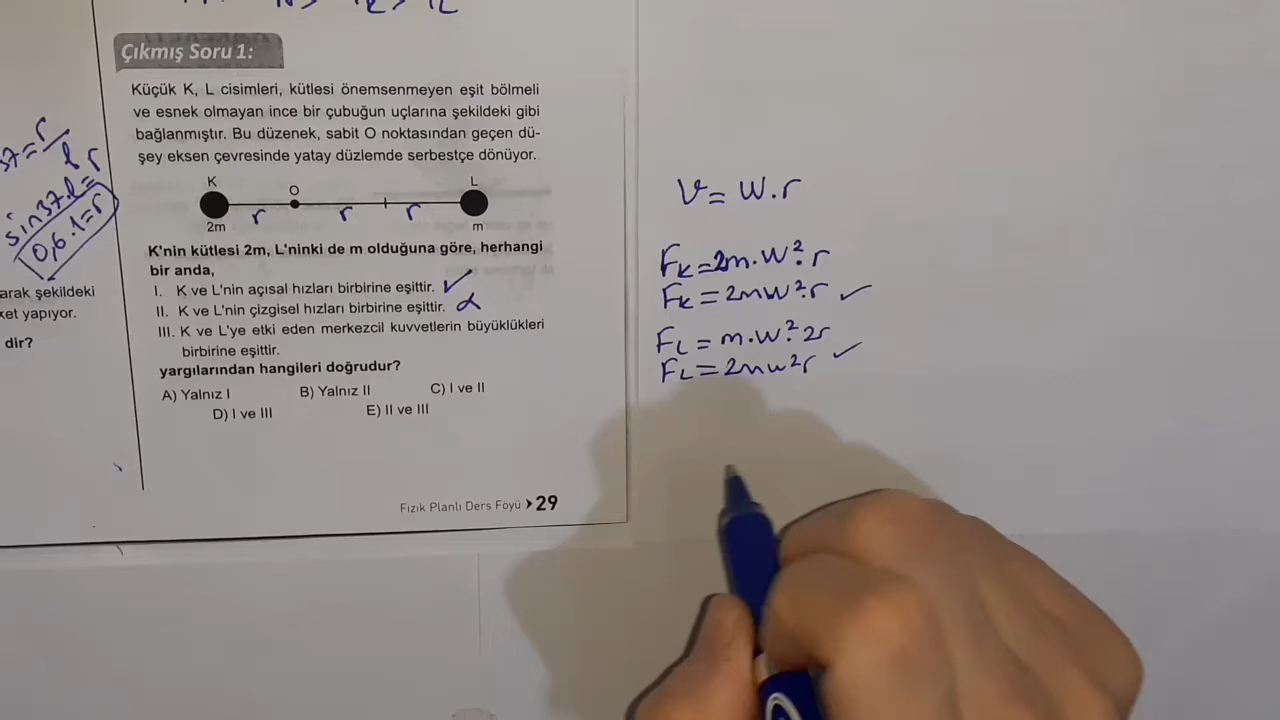 Çıkmış Soru 1:
Küçük K, L cisimleri, kütlesi önemsenmeyen eşit bölmeli
ve esnek olmayan ince bir çubuğun uçlarına şekildeki gibi
bağlanmıştır. Bu düzenek, sabit O noktasından geçen dü-
şey eksen çevresinde yatay düzlemde serbestçe dönüyor.
K O L
r r r
2m m
K'nin kütlesi 2m, L'ninki de m olduğuna göre, herhangi
bir anda,
I. K ve L'nin açısal hızları birbirine eşittir.
II. K ve L'nin çizgisel hızları birbirine eşittir.
III. K ve L'ye etki eden merkezcil kuvvetlerin büyüklükleri
birbirine eşittir.
yargılarından hangileri doğrudur?
A) Yalnız I B) Yalnız II C) I ve II
D) I ve III E) II ve III
Fizik Planlı Ders Föyü 29
37 = r/l
sin37.l = r
0,6.1 = r
arak şekildeki
ket yapıyor.
dir?
V = W.r
FK = 2m.W².r
FK = 2mW².r
FL = m.W².2r
FL = 2mw²r